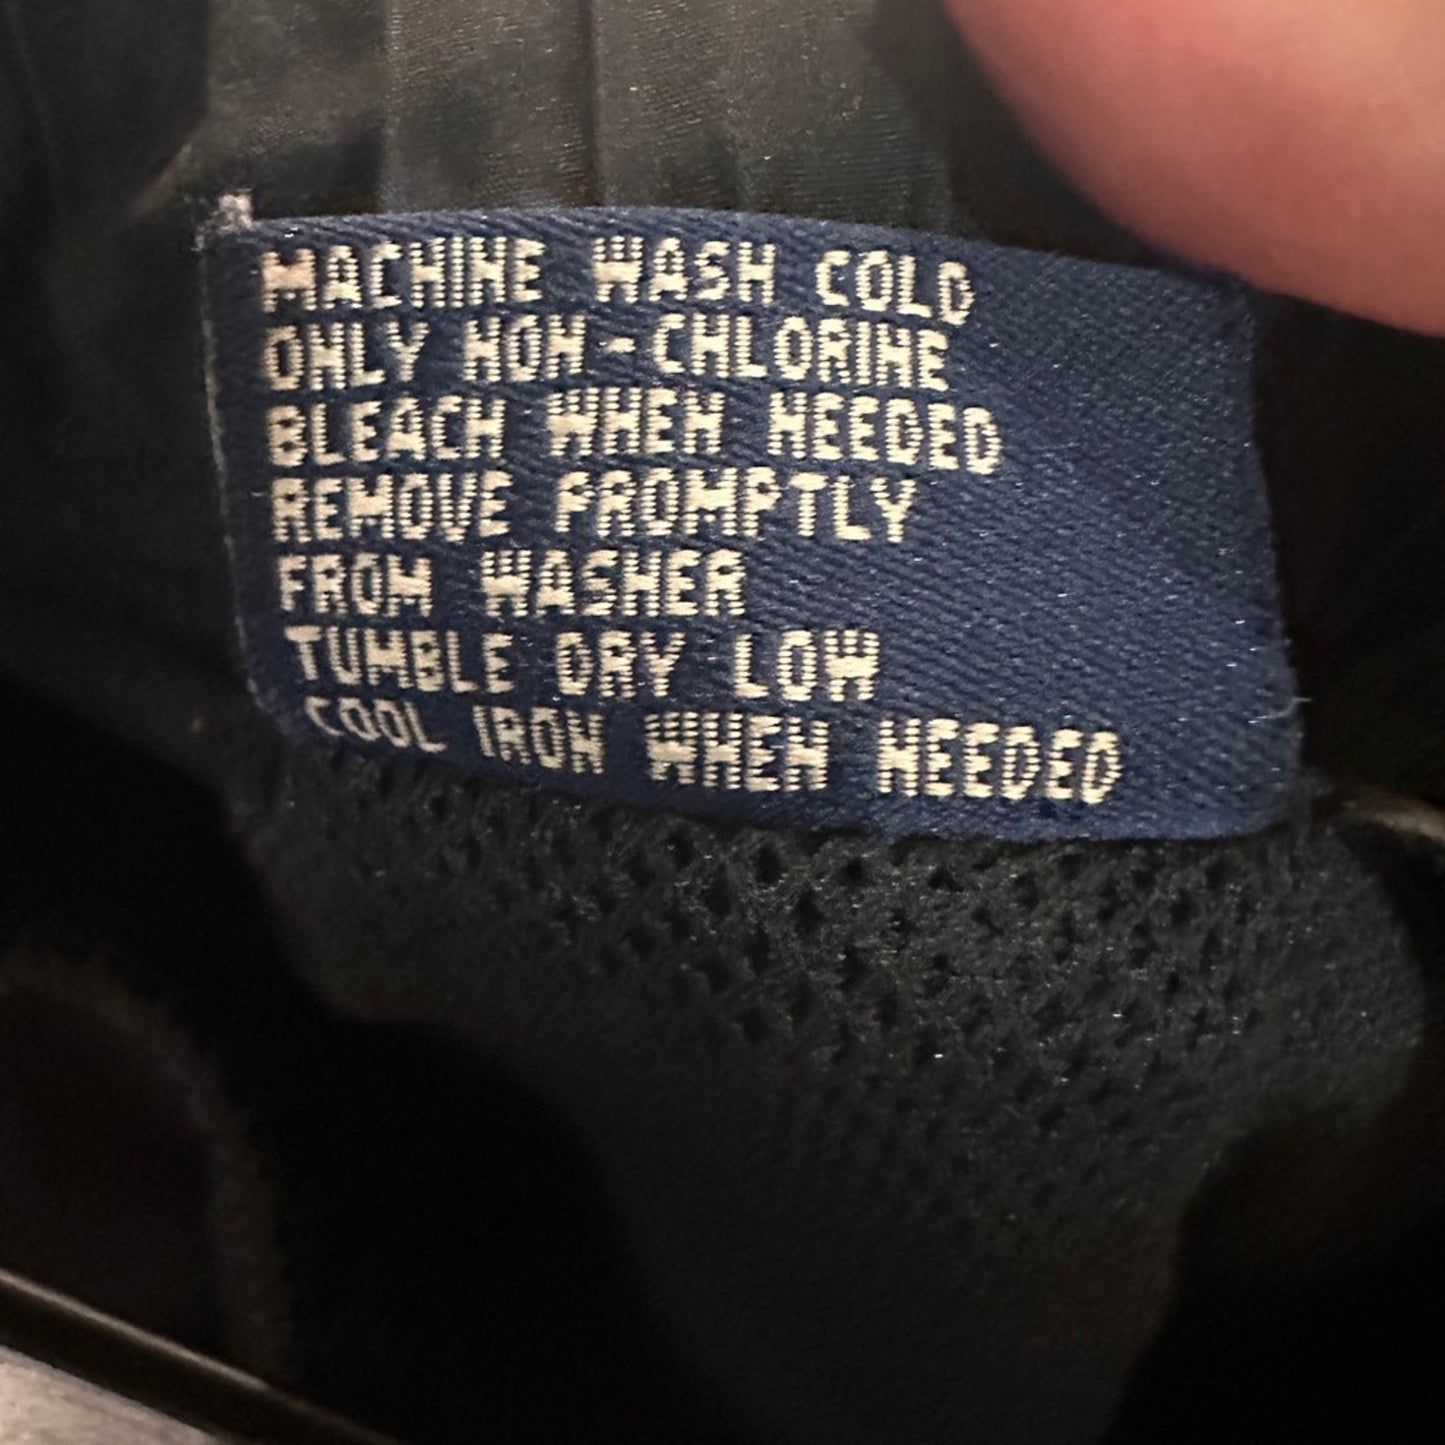 MACHINE WASH COLD
ONLY NON-CHLORINE
BLEACH WHEN NEEDED
REMOVE PROMPTLY
FROM WASHER
TUMBLE DRY LOW
COOL IRON WHEN NEEDED